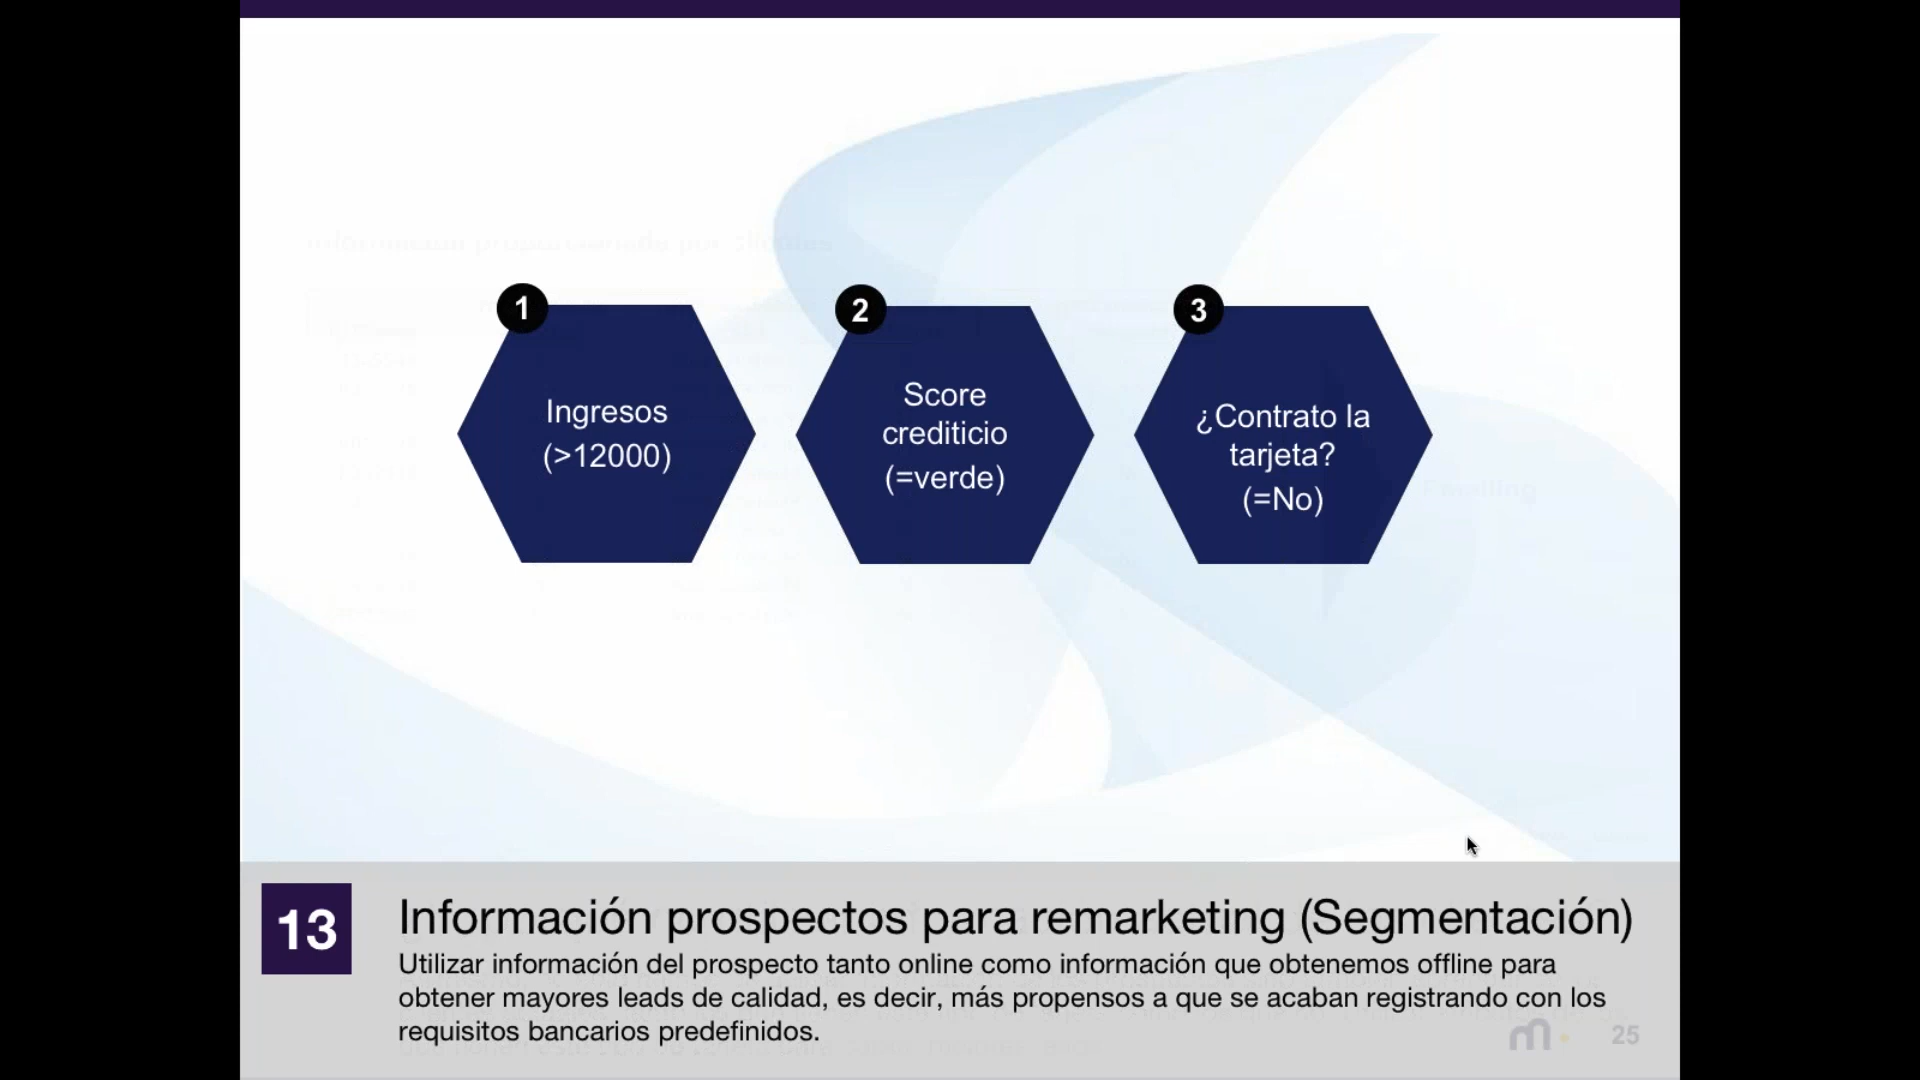 1
Ingresos
(>12000)
2
Score
crediticio
(=verde)
3
¿Contrato la
tarjeta?
(=No)
13
Información prospectos para remarketing (Segmentación)
Utilizar información del prospecto tanto online como información que obtenemos offline para
obtener mayores leads de calidad, es decir, más propensos a que se acaban registrando con los
requisitos bancarios predefinidos.
25